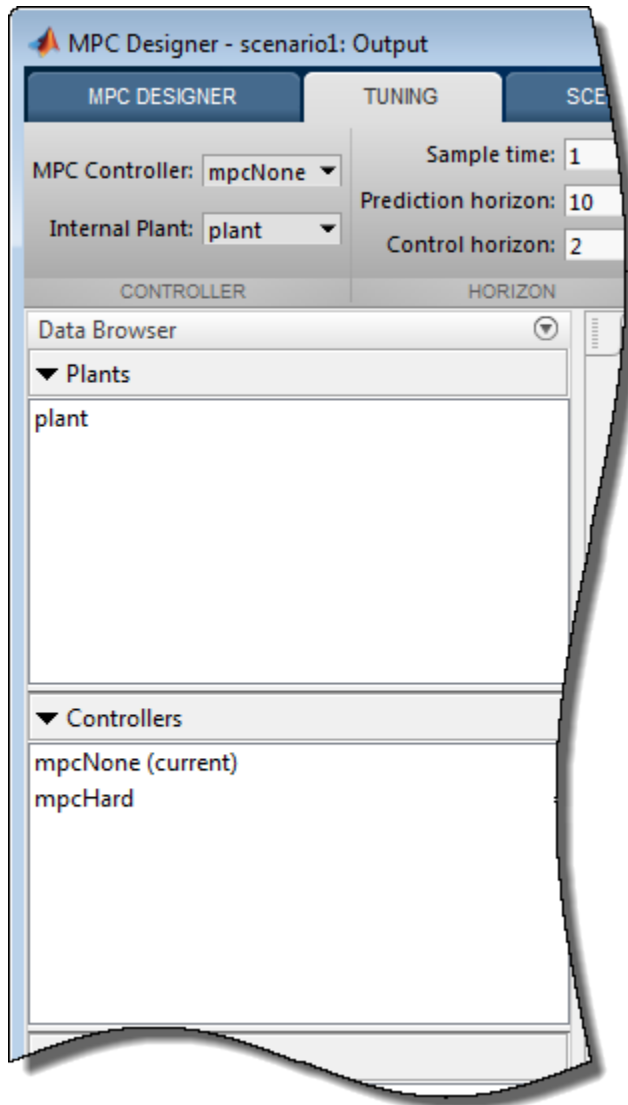 MPC Designer - scenario1: Output
MPC DESIGNER TUNING
MPC Controller: mpcNone
Internal Plant: plant
CONTROLLER
Sample time: 1
Prediction horizon: 10
Control horizon: 2
HORIZON
Data Browser
Plants
plant
Controllers
mpcNone (current)
mpcHard